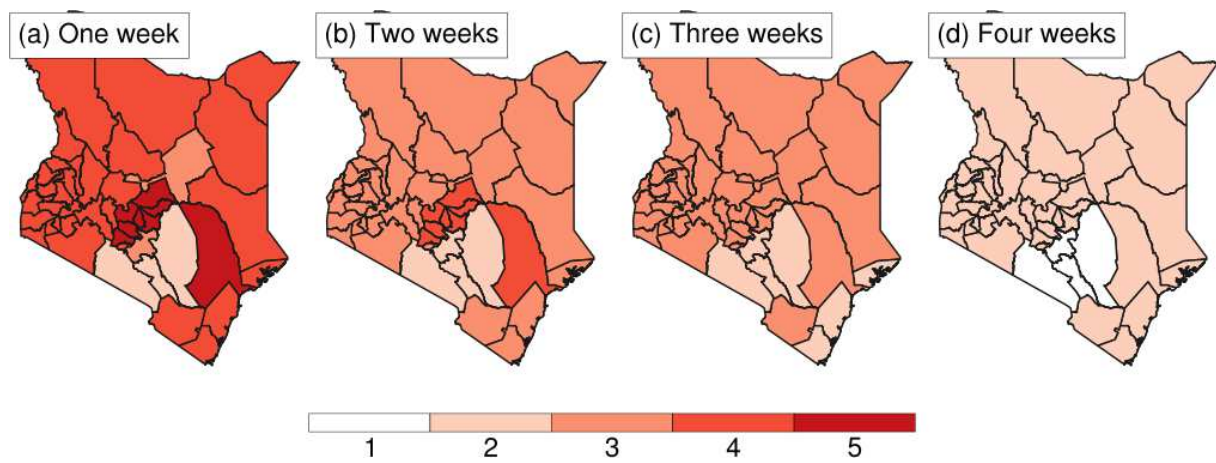 (a) One week
(b) Two weeks
(c) Three weeks
(d) Four weeks
1 2 3 4 5